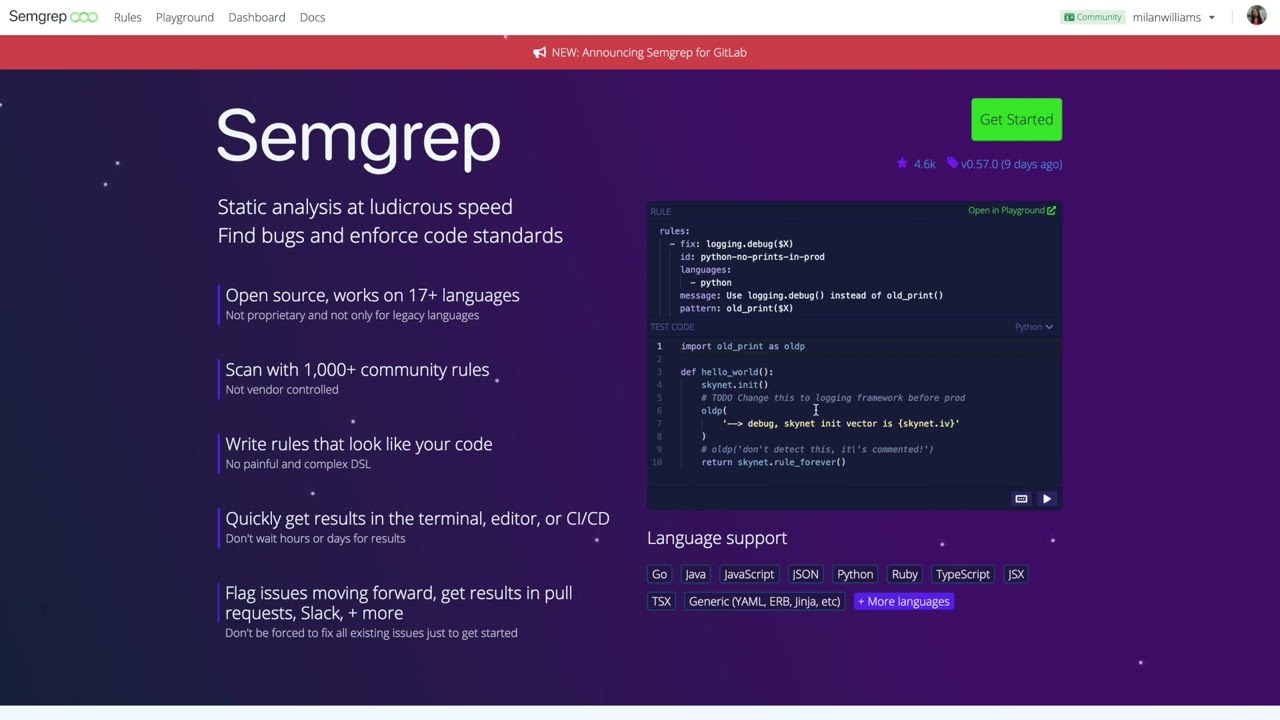 Semgrep
Rules
Playground
Dashboard
Docs
Community
milanwilliams
NEW: Announcing Semgrep for GitLab
Semgrep
Static analysis at ludicrous speed
Find bugs and enforce code standards
Open source, works on 17+ languages
Not proprietary and not only for legacy languages
Scan with 1,000+ community rules
Not vendor controlled
Write rules that look like your code
No painful and complex DSL
Quickly get results in the terminal, editor, or CI/CD
Don't wait hours or days for results
Flag issues moving forward, get results in pull
requests, Slack, + more
Don't be forced to fix all existing issues just to get started
Get Started
4.6k
v0.57.0 (9 days ago)
RULE
Open in Playground
rules:
- fix: logging.debug($X)
id: python-no-prints-in-prod
languages:
- python
message: Use logging.debug() instead of old_print()
pattern: old_print($X)
TEST CODE
Python
1 import old_print as oldp
2
3 def hello_world():
4 skynet.init()
5 # TODO Change this to logging framework before prod
6 oldp(
7 '--> debug, skynet init vector is {skynet.iv}'
8 )
9 # oldp('don't detect this, it\'s commented!')
10 return skynet.rule_forever()
Language support
Go
Java
JavaScript
JSON
Python
Ruby
TypeScript
JSX
TSX
Generic (YAML, ERB, Jinja, etc)
+ More languages